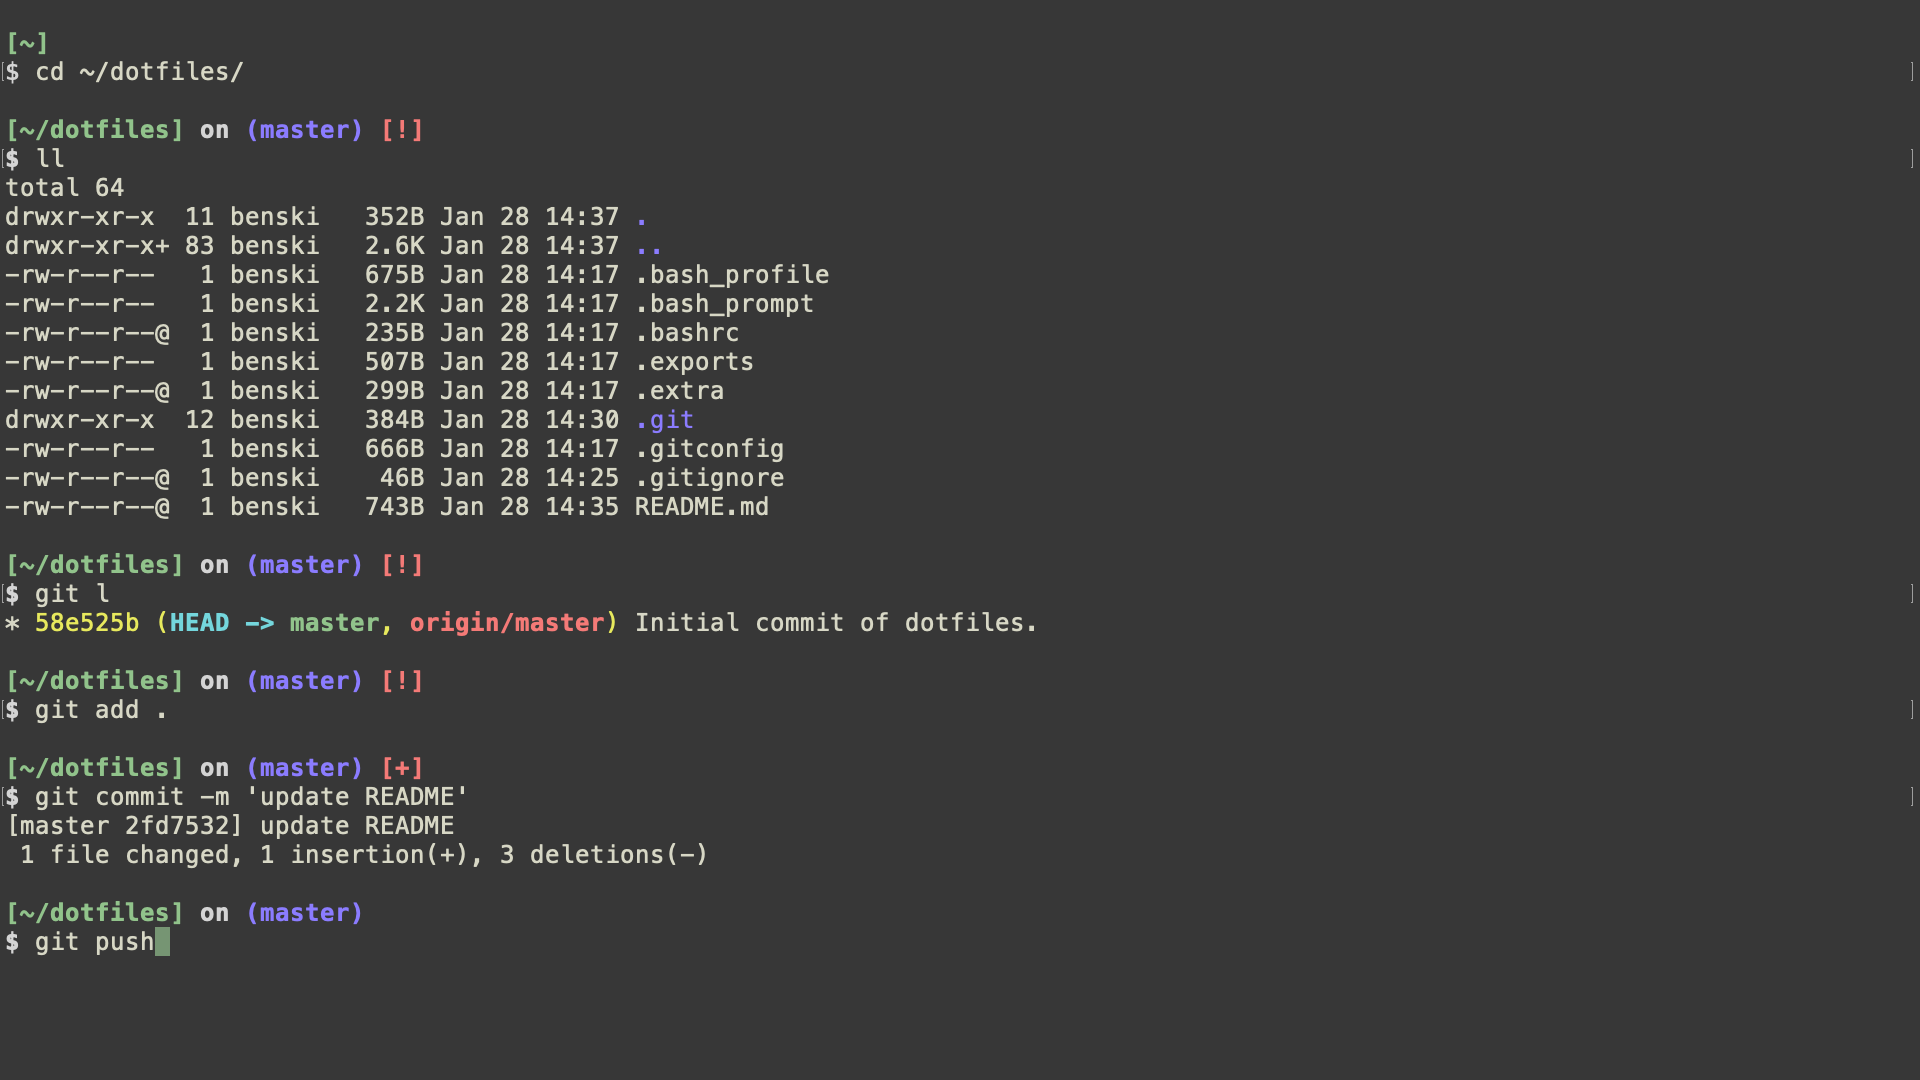 [~]
$ cd ~/dotfiles/
[~/dotfiles] on (master) [!]
$ ll
total 64
drwxr-xr-x  11 benski   352B Jan 28 14:37 .
drwxr-xr-x+ 83 benski   2.6K Jan 28 14:37 ..
-rw-r--r--   1 benski   675B Jan 28 14:17 .bash_profile
-rw-r--r--   1 benski   2.2K Jan 28 14:17 .bash_prompt
-rw-r--r--@  1 benski   235B Jan 28 14:17 .bashrc
-rw-r--r--   1 benski   507B Jan 28 14:17 .exports
-rw-r--r--@  1 benski   299B Jan 28 14:17 .extra
drwxr-xr-x  12 benski   384B Jan 28 14:30 .git
-rw-r--r--   1 benski   666B Jan 28 14:17 .gitconfig
-rw-r--r--@  1 benski    46B Jan 28 14:25 .gitignore
-rw-r--r--@  1 benski   743B Jan 28 14:35 README.md
[~/dotfiles] on (master) [!]
$ git l
* 58e525b (HEAD -> master, origin/master) Initial commit of dotfiles.
[~/dotfiles] on (master) [!]
$ git add .
[~/dotfiles] on (master) [+]
$ git commit -m 'update README'
[master 2fd7532] update README
 1 file changed, 1 insertion(+), 3 deletions(-)
[~/dotfiles] on (master)
$ git push